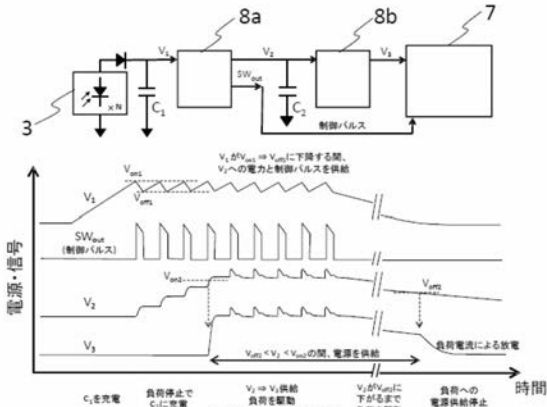 8a
8b
7
V₁
V₂
V₃
SWout
×N
C₁
C₂
3
制御パルス
V₁がVon1⇒Voff1に下降する間、
V₂への電力と制御パルスを供給
Von1
Voff1
V₁
SWout
(制御パルス)
Von2
Voff2
V₂
V₃
電源・信号
負荷電流による放電
Voff2<V₂<Von2の間、電源を供給
時間
C₁を充電
負荷停止で
C₂に充電
V₂⇒V₃供給
負荷を駆動
V₂がVoff2に
下がるまで
負荷への
電源供給停止